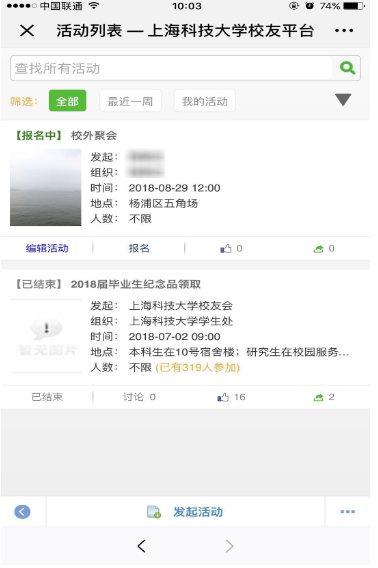 中国联通 10:03 74%
活动列表 — 上海科技大学校友平台
查找所有活动
筛选： 全部 最近一周 我的活动
【报名中】 校外聚会
发起：
组织：
时间： 2018-08-29 12:00
地点： 杨浦区五角场
人数： 不限
编辑活动 报名 0 0
【已结束】 2018届毕业生纪念品领取
发起： 上海科技大学校友会
组织： 上海科技大学学生处
时间： 2018-07-02 09:00
地点： 本科生在10号宿舍楼；研究生在校园服务...
人数： 不限 (已有319人参加)
暂无图片
已结束 讨论 0 16 2
发起活动